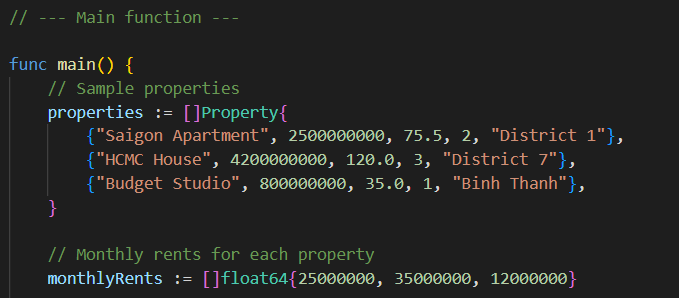 // --- Main function ---
func main() {
    // Sample properties
    properties := []Property{
        {"Saigon Apartment", 2500000000, 75.5, 2, "District 1"},
        {"HCMC House", 4200000000, 120.0, 3, "District 7"},
        {"Budget Studio", 800000000, 35.0, 1, "Binh Thanh"},
    }
    // Monthly rents for each property
    monthlyRents := []float64{25000000, 35000000, 12000000}